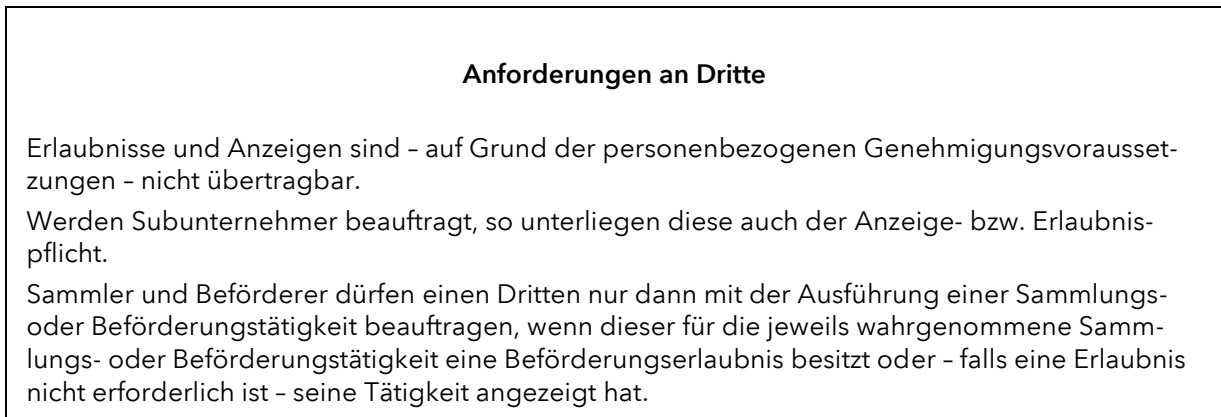 Anforderungen an Dritte
Erlaubnisse und Anzeigen sind – auf Grund der personenbezogenen Genehmigungsvorausset-
zungen – nicht übertragbar.
Werden Subunternehmer beauftragt, so unterliegen diese auch der Anzeige- bzw. Erlaubnis-
pflicht.
Sammler und Beförderer dürfen einen Dritten nur dann mit der Ausführung einer Sammlungs-
oder Beförderungstätigkeit beauftragen, wenn dieser für die jeweils wahrgenommene Samm-
lungs- oder Beförderungstätigkeit eine Beförderungserlaubnis besitzt oder – falls eine Erlaubnis
nicht erforderlich ist – seine Tätigkeit angezeigt hat.